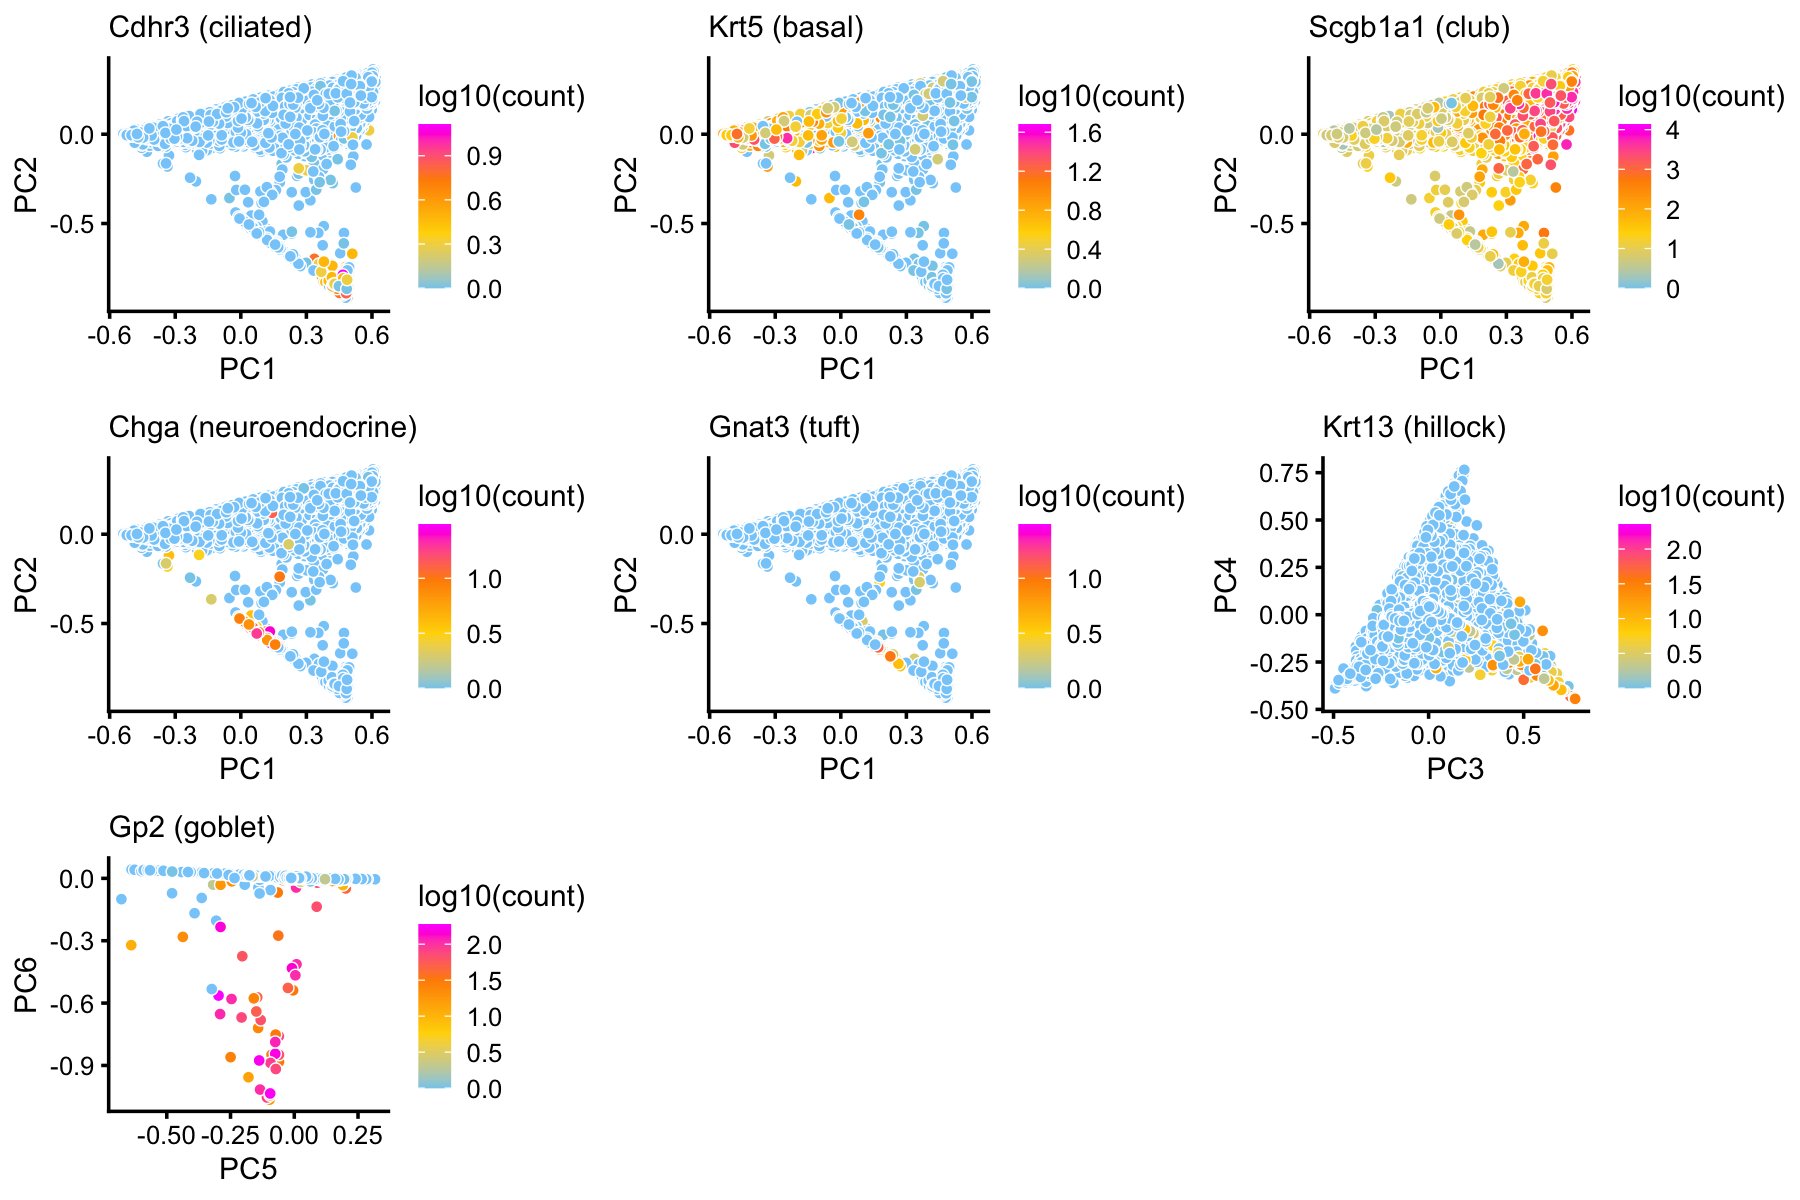 Cdhr3 (ciliated)
log10(count)
0.9
0.6
0.3
0.0
PC2
0.0
-0.5
-0.6 -0.3 0.0 0.3 0.6
PC1
Krt5 (basal)
log10(count)
1.6
1.2
0.8
0.4
0.0
PC2
0.0
-0.5
-0.6 -0.3 0.0 0.3 0.6
PC1
Scgb1a1 (club)
log10(count)
4
3
2
1
0
PC2
0.0
-0.5
-0.6 -0.3 0.0 0.3 0.6
PC1
Chga (neuroendocrine)
log10(count)
1.0
0.5
0.0
PC2
0.0
-0.5
-0.6 -0.3 0.0 0.3 0.6
PC1
Gnat3 (tuft)
log10(count)
1.0
0.5
0.0
PC2
0.0
-0.5
-0.6 -0.3 0.0 0.3 0.6
PC1
Krt13 (hillock)
log10(count)
2.0
1.5
1.0
0.5
0.0
PC4
0.75
0.50
0.25
0.00
-0.25
-0.50
-0.5 0.0 0.5
PC3
Gp2 (goblet)
log10(count)
2.0
1.5
1.0
0.5
0.0
PC6
0.0
-0.3
-0.6
-0.9
-0.50 -0.25 0.00 0.25
PC5